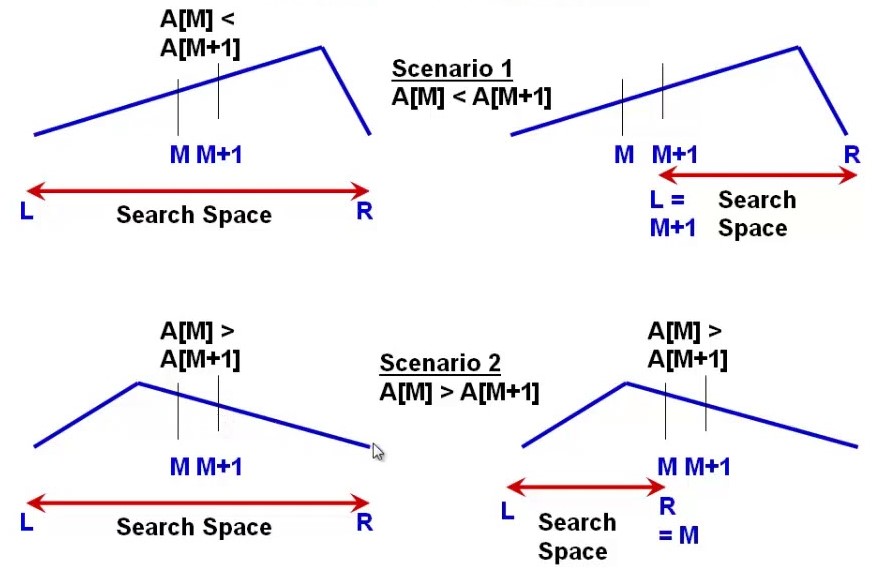 A[M] <
A[M+1]
Scenario 1
A[M] < A[M+1]
M M+1
L
Search Space
R
M M+1
R
L =
M+1
Search
Space
A[M] >
A[M+1]
Scenario 2
A[M] > A[M+1]
A[M] >
A[M+1]
M M+1
L
Search Space
R
M M+1
L
Search
Space
R
= M